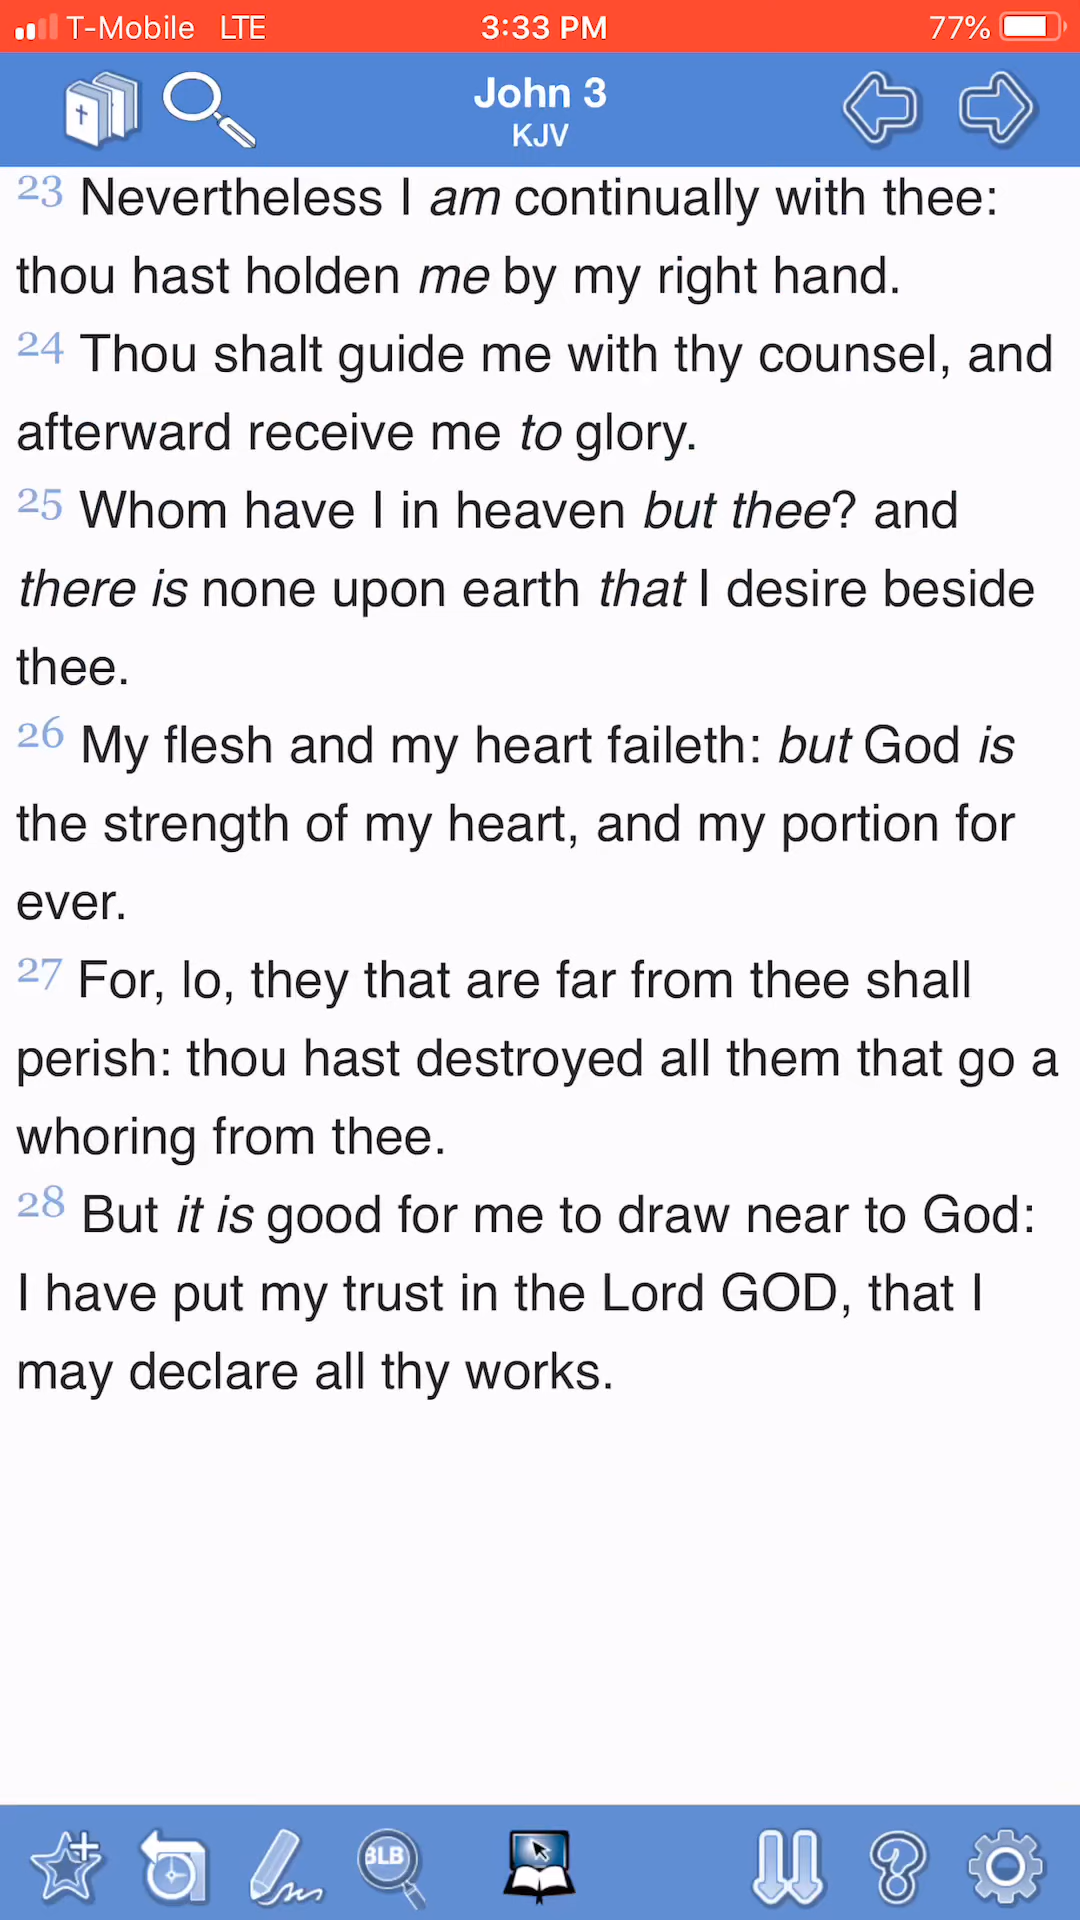 T-Mobile LTE 3:33 PM 77%
John 3
KJV
23 Nevertheless I am continually with thee:
thou hast holden me by my right hand.
24 Thou shalt guide me with thy counsel, and
afterward receive me to glory.
25 Whom have I in heaven but thee? and
there is none upon earth that I desire beside
thee.
26 My flesh and my heart faileth: but God is
the strength of my heart, and my portion for
ever.
27 For, lo, they that are far from thee shall
perish: thou hast destroyed all them that go a
whoring from thee.
28 But it is good for me to draw near to God:
I have put my trust in the Lord GOD, that I
may declare all thy works.
BLB